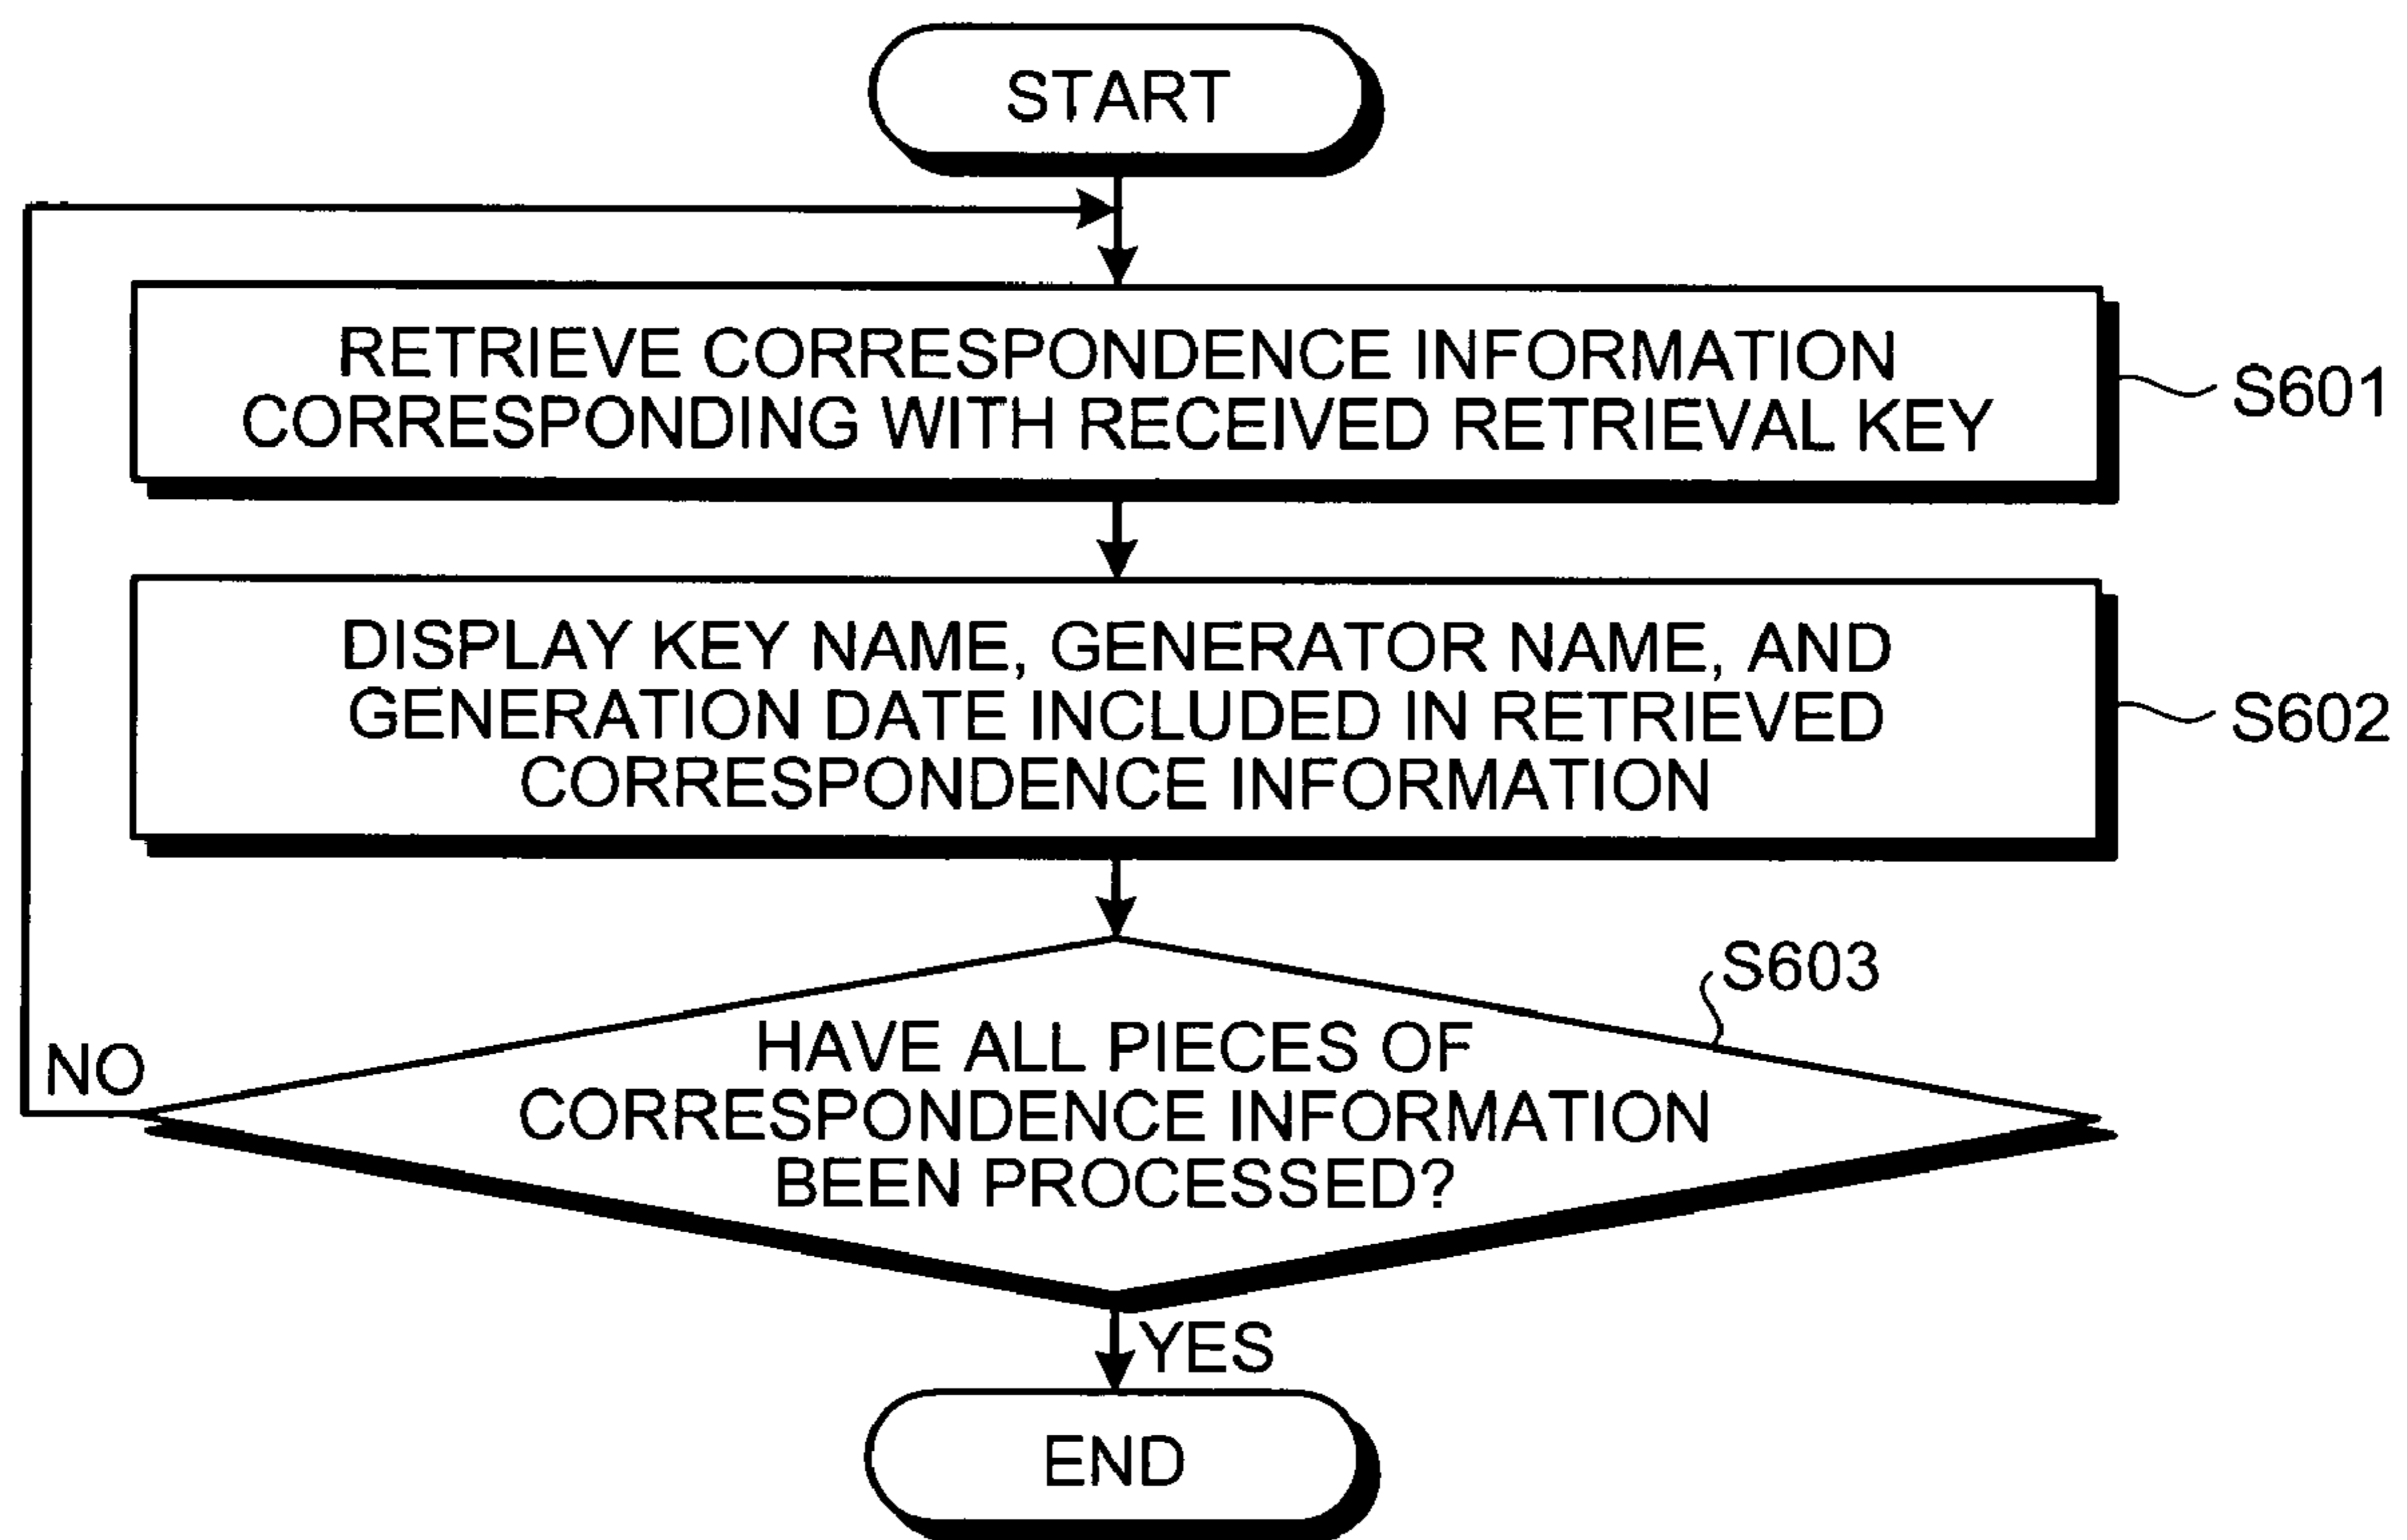 START
RETRIEVE CORRESPONDENCE INFORMATION
CORRESPONDING WITH RECEIVED RETRIEVAL KEY
S601
DISPLAY KEY NAME, GENERATOR NAME, AND
GENERATION DATE INCLUDED IN RETRIEVED
CORRESPONDENCE INFORMATION
S602
S603
HAVE ALL PIECES OF
CORRESPONDENCE INFORMATION
BEEN PROCESSED?
NO
YES
END